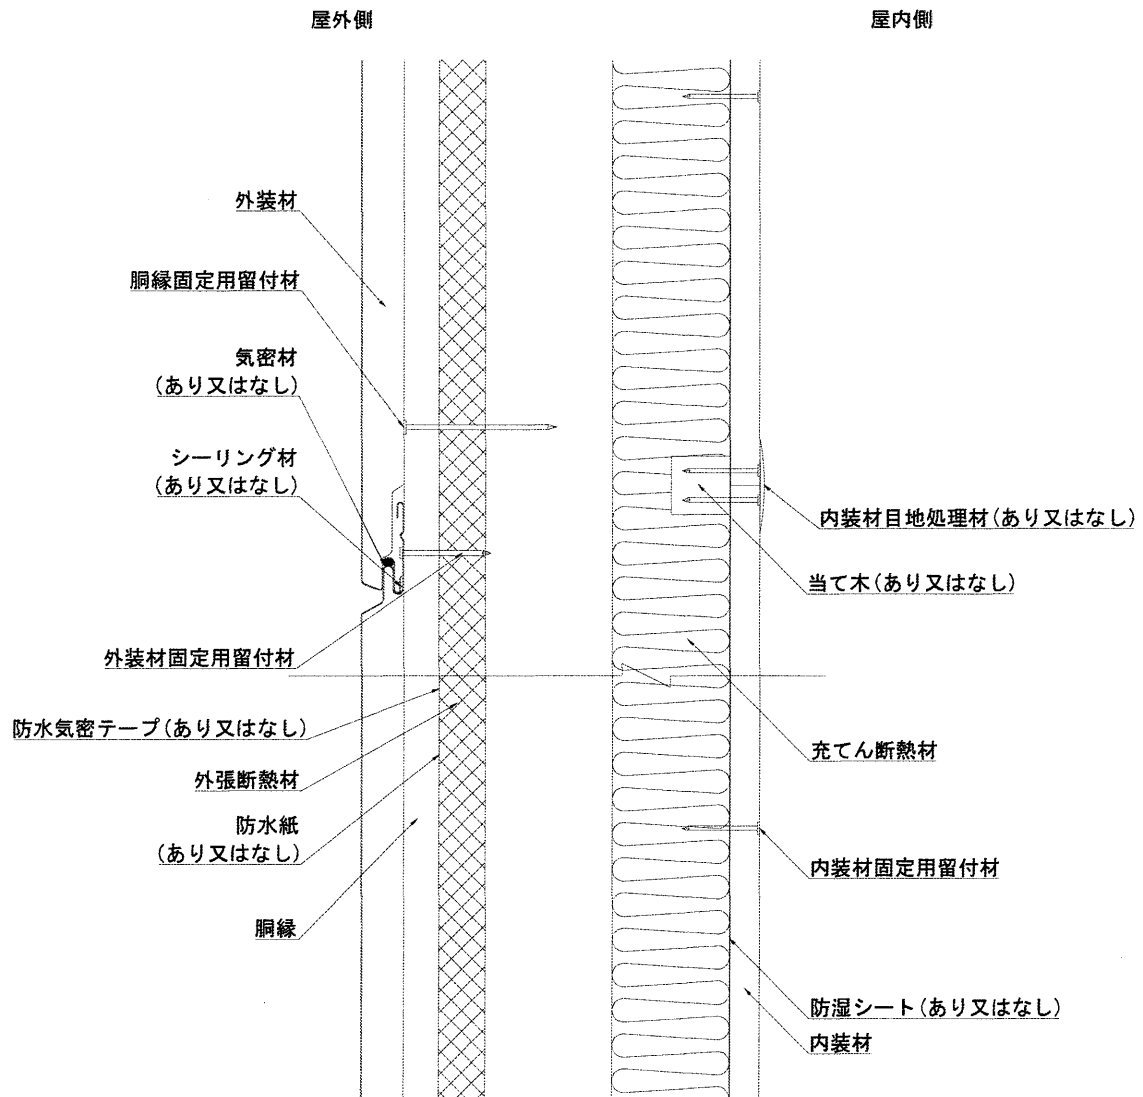 屋外側
屋内側
外装材
胴縁固定用留付材
気密材
(あり又はなし)
シーリング材
(あり又はなし)
外装材固定用留付材
防水気密テープ(あり又はなし)
外張断熱材
防水紙
(あり又はなし)
胴縁
内装材目地処理材(あり又はなし)
当て木(あり又はなし)
充てん断熱材
内装材固定用留付材
防湿シート(あり又はなし)
内装材